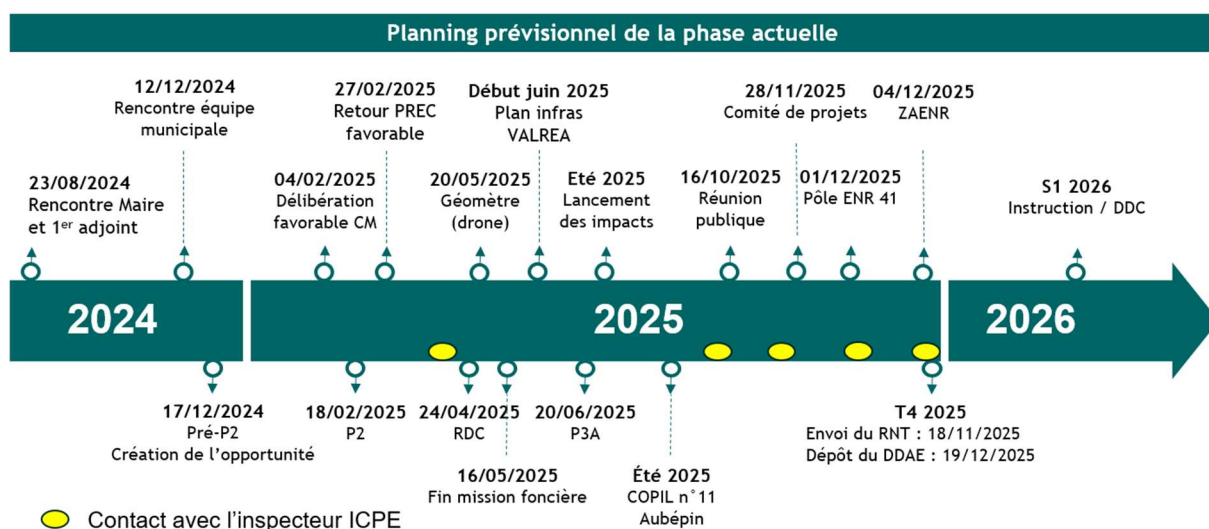 Planning prévisionnel de la phase actuelle
12/12/2024
Rencontre équipe
municipale
27/02/2025
Retour PREC
favorable
Début juin 2025
Plan infras
VALREA
28/11/2025
Comité de projets
04/12/2025
ZAENR
23/08/2024
Rencontre Maire
et 1er adjoint
04/02/2025
Délibération
favorable CM
20/05/2025
Géomètre
(drone)
Eté 2025
Lancement
des impacts
16/10/2025
Réunion
publique
01/12/2025
Pôle ENR 41
S1 2026
Instruction / DDC
2024
2025
2026
17/12/2024
Pré-P2
Création de l'opportunité
18/02/2025
P2
24/04/2025
RDC
20/06/2025
P3A
T4 2025
Envoi du RNT : 18/11/2025
Dépôt du DDAE : 19/12/2025
16/05/2025
Fin mission foncière
Été 2025
COPIL n°11
Aubépin
Contact avec l'inspecteur ICPE